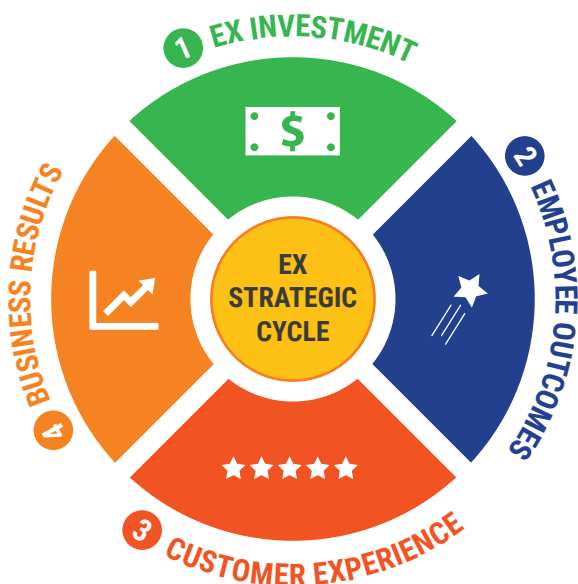 1 EX INVESTMENT
$
2 EMPLOYEE OUTCOMES
3 CUSTOMER EXPERIENCE
4 BUSINESS RESULTS
EX
STRATEGIC
CYCLE